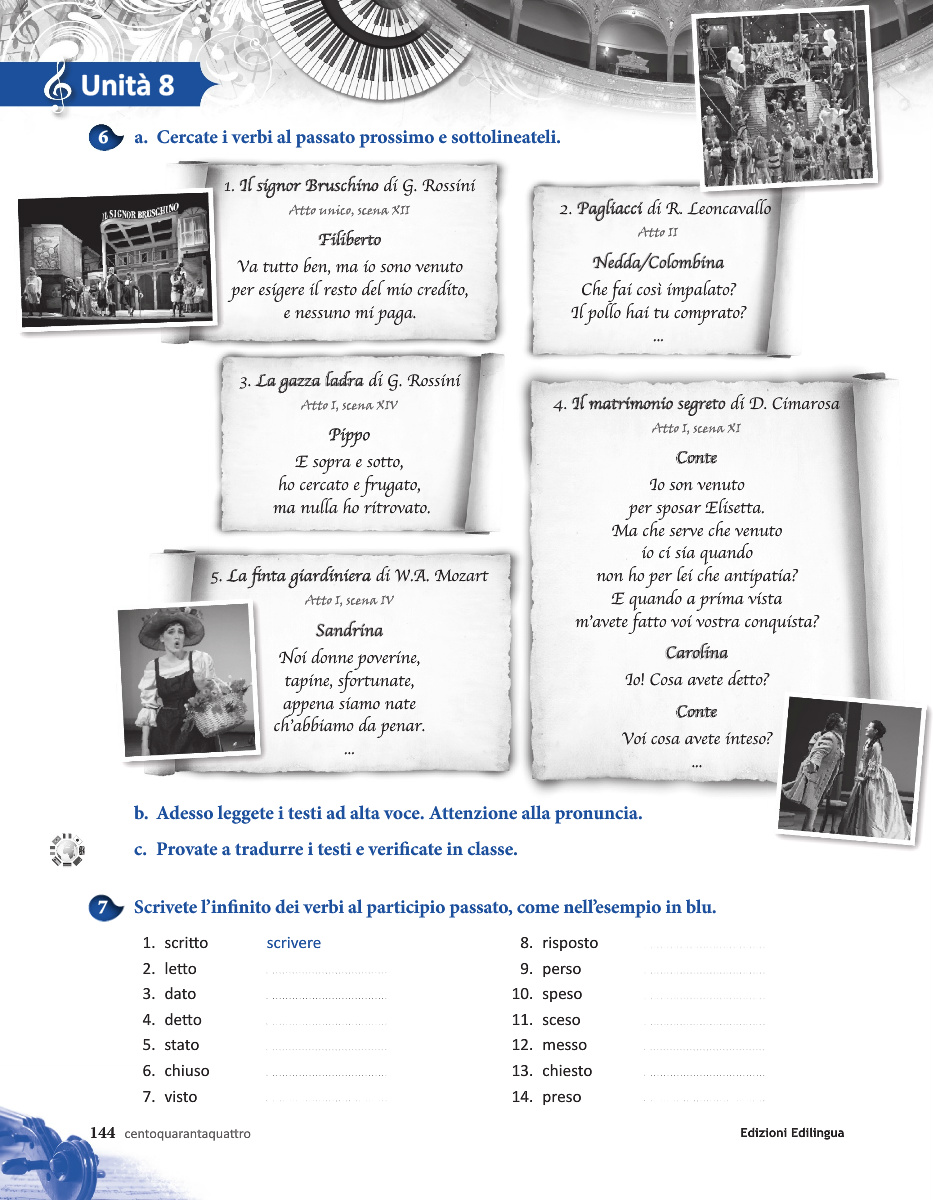 Unità 8
6 a. Cercate i verbi al passato prossimo e sottolineateli.
1. Il signor Bruschino di G. Rossini
Atto unico, scena XII
Filiberto
Va tutto ben, ma io sono venuto
per esigere il resto del mio credito,
e nessuno mi paga.
IL SIGNOR BRUSCHINO
2. Pagliacci di R. Leoncavallo
Atto II
Nedda/Colombina
Che fai così impalato?
Il pollo hai tu comprato?
...
3. La gazza ladra di G. Rossini
Atto I, scena XIV
Pippo
E sopra e sotto,
ho cercato e frugato,
ma nulla ho ritrovato.
4. Il matrimonio segreto di D. Cimarosa
Atto I, scena XI
Conte
Io son venuto
per sposar Elisetta.
Ma che serve che venuto
io ci sia quando
non ho per lei che antipatia?
E quando a prima vista
m'avete fatto voi vostra conquista?
Carolina
Io! Cosa avete detto?
Conte
Voi cosa avete inteso?
...
5. La finta giardiniera di W.A. Mozart
Atto I, scena IV
Sandrina
Noi donne poverine,
tapine, sfortunate,
appena siamo nate
ch'abbiamo da penar.
...
b. Adesso leggete i testi ad alta voce. Attenzione alla pronuncia.
c. Provate a tradurre i testi e verificate in classe.
7 Scrivete l'infinito dei verbi al participio passato, come nell'esempio in blu.
1. scritto scrivere
2. letto
3. dato
4. detto
5. stato
6. chiuso
7. visto
8. risposto
9. perso
10. speso
11. sceso
12. messo
13. chiesto
14. preso
144 centoquarantaquattro
Edizioni Edilingua